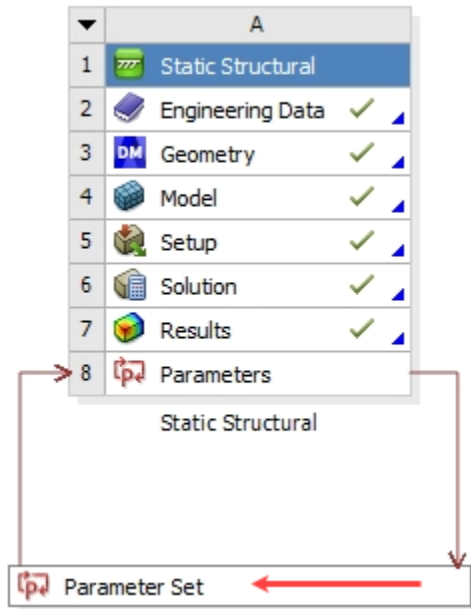 A
1 Static Structural
2 Engineering Data
3 DM Geometry
4 Model
5 Setup
6 Solution
7 Results
8 Parameters
Static Structural
Parameter Set